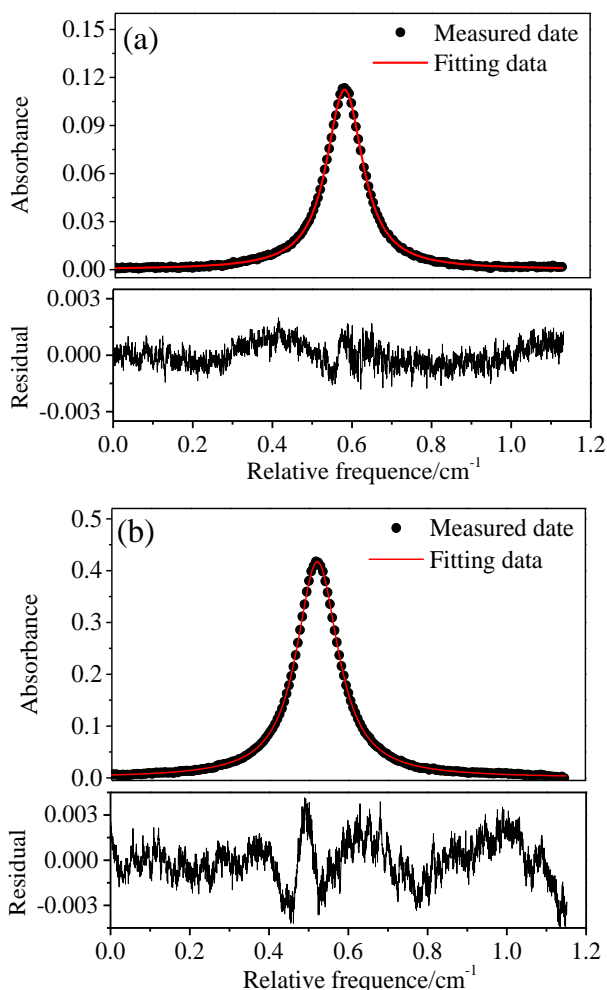 (a)
Measured date
Fitting data
0.15
0.12
0.09
0.06
0.03
0.00
Absorbance
0.003
0.000
-0.003
Residual
0.0 0.2 0.4 0.6 0.8 1.0 1.2
Relative frequence/cm-1
(b)
Measured date
Fitting data
0.5
0.4
0.3
0.2
0.1
0.0
Absorbance
0.003
0.000
-0.003
Residual
0.0 0.2 0.4 0.6 0.8 1.0 1.2
Relative frequence/cm-1